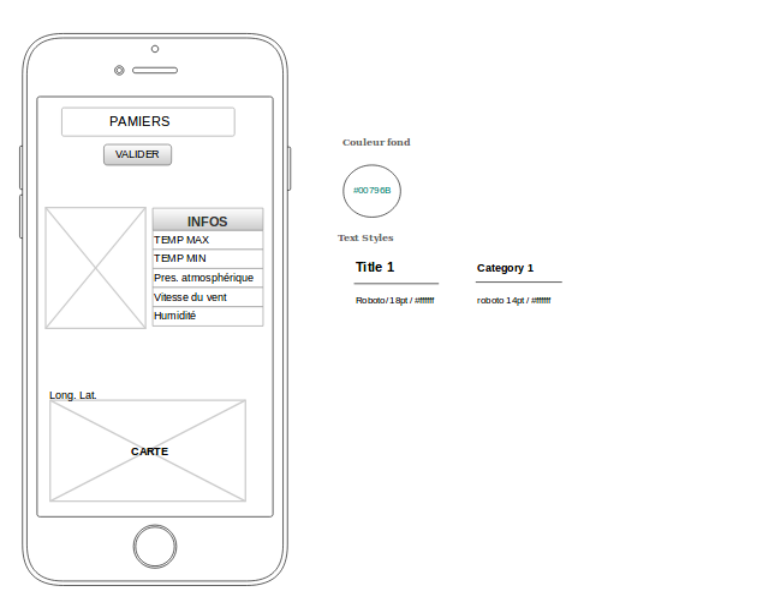 PAMIERS
VALIDER
INFOS
TEMP MAX
TEMP MIN
Pres. atmosphérique
Vitesse du vent
Humidité
Long. Lat.
CARTE
Couleur fond
#00796B
Text Styles
Title 1
Category 1
Roboto/18pt / #ffffff
roboto 14pt / #ffffff